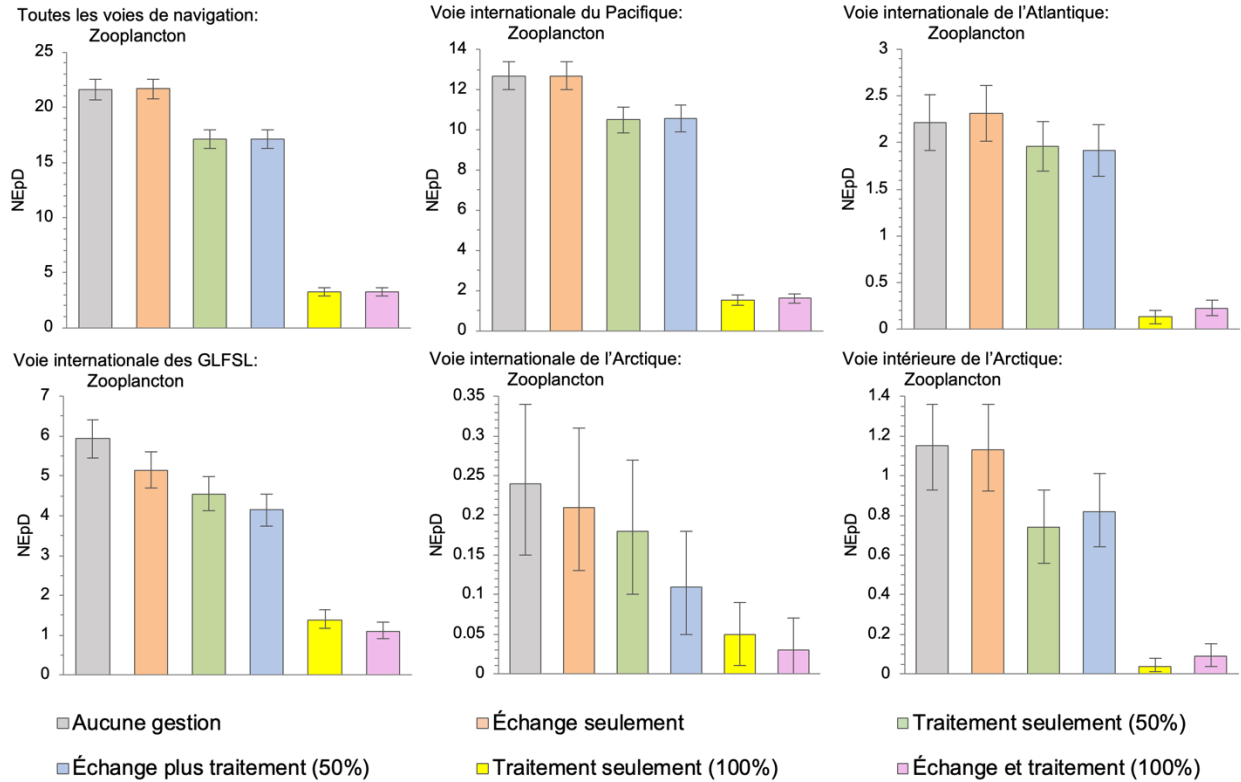 Toutes les voies de navigation:
Zooplancton
25
20
15
10
5
0
NEpD
Voie internationale du Pacifique:
Zooplancton
14
12
10
8
6
4
2
0
NEpD
Voie internationale de l’Atlantique:
Zooplancton
3
2.5
2
1.5
1
0.5
0
NEpD
Voie internationale des GLFSL:
Zooplancton
7
6
5
4
3
2
1
0
NEpD
Voie internationale de l’Arctique:
Zooplancton
0.35
0.3
0.25
0.2
0.15
0.1
0.05
0
NEpD
Voie intérieure de l’Arctique:
Zooplancton
1.4
1.2
1
0.8
0.6
0.4
0.2
0
NEpD
Aucune gestion
Échange seulement
Traitement seulement (50%)
Échange plus traitement (50%)
Traitement seulement (100%)
Échange et traitement (100%)